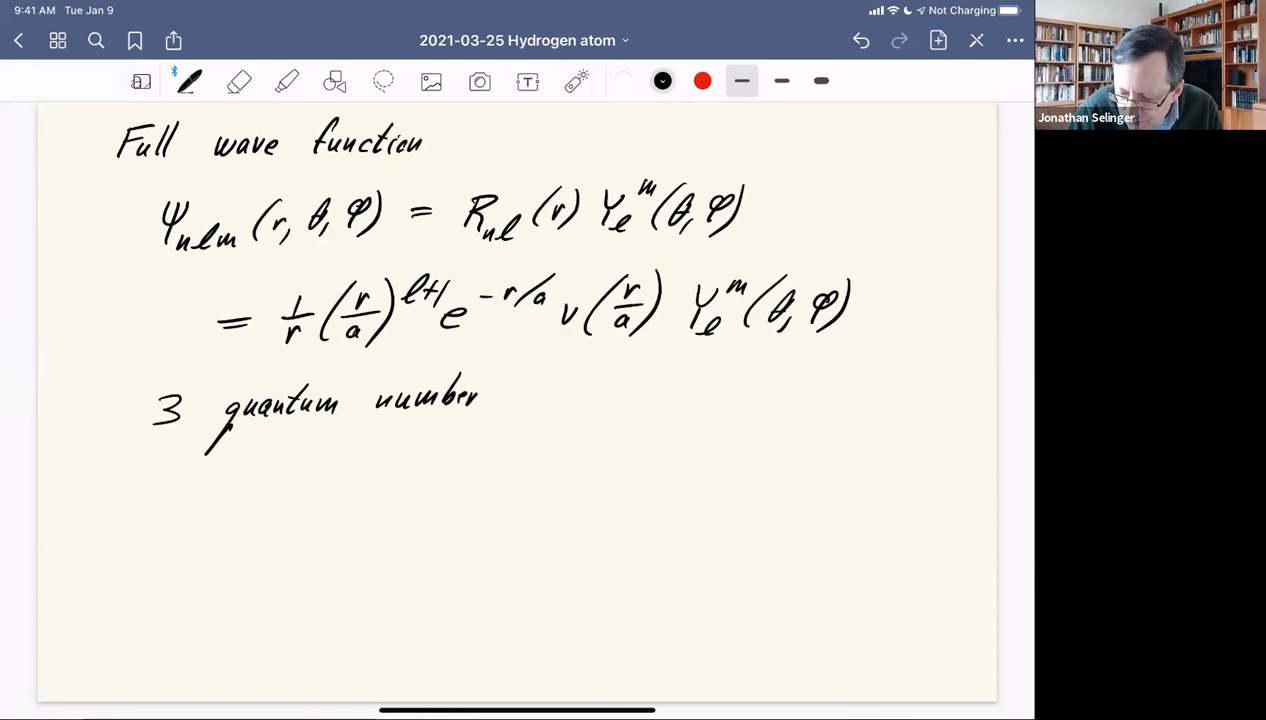 9:41 AM Tue Jan 9
Not Charging
2021-03-25 Hydrogen atom
T
Jonathan Selinger
Full wave function
Ψₙₗₘ (r, θ, φ) = Rₙₗ (r) Yₗᵐ (θ, φ)
= 1/r (r/a)ˡ⁺¹ e^(-r/a) v(r/a) Yₗᵐ (θ, φ)
3 quantum number